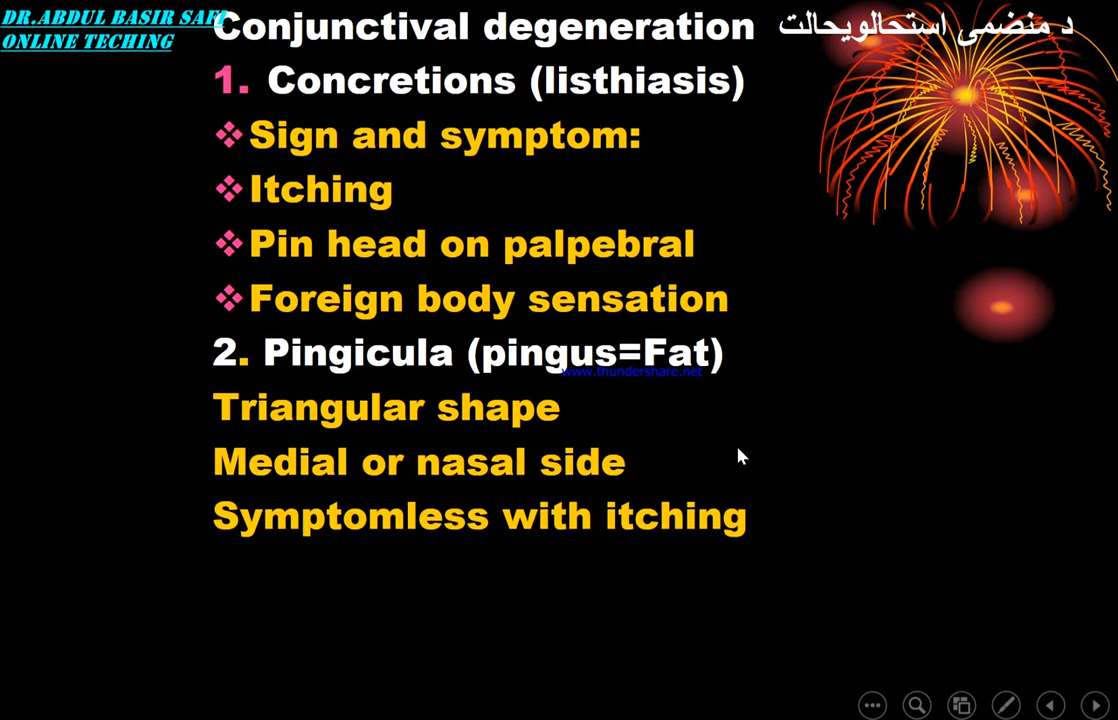 DR.ABDUL BASIR SAFI
ONLINE TECHING
Conjunctival degeneration
د منضمی استحالویحالت
1. Concretions (listhiasis)
❖Sign and symptom:
❖Itching
❖Pin head on palpebral
❖Foreign body sensation
2. Pingicula (pingus=Fat)
www.thundershare.net
Triangular shape
Medial or nasal side
Symptomless with itching